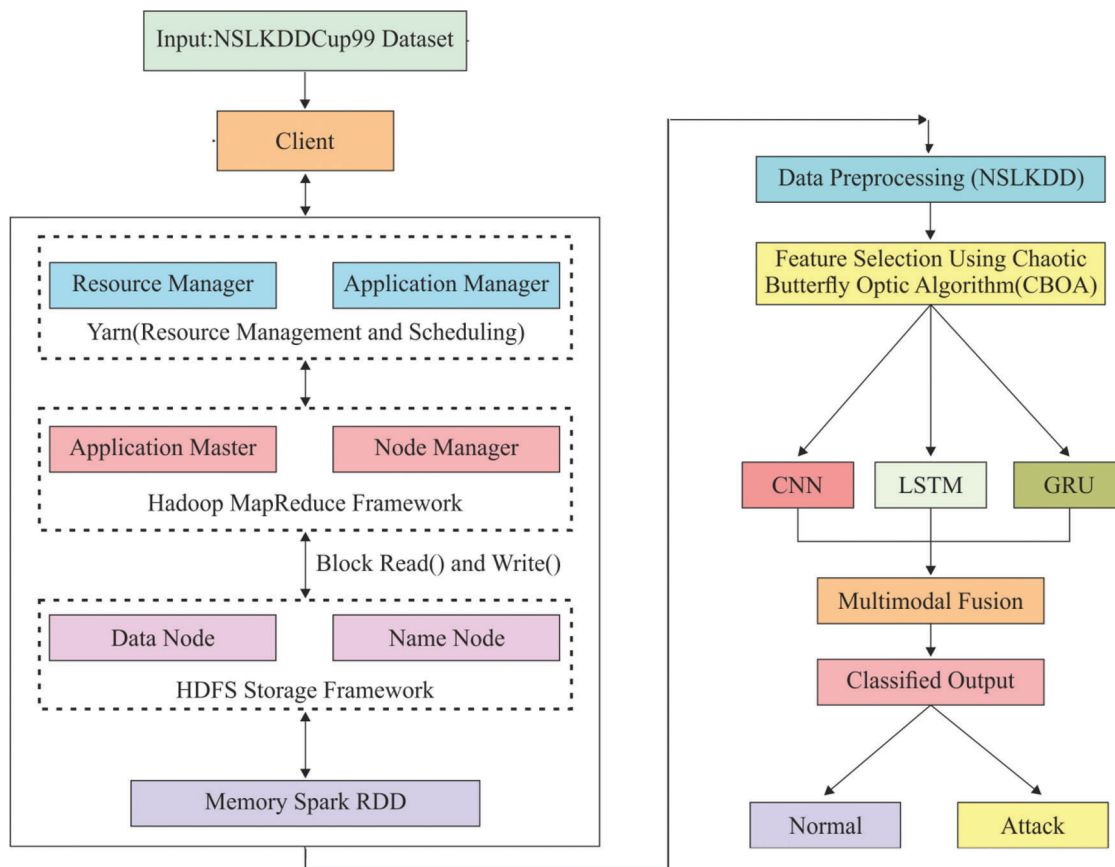 Input:NSLKDDCup99 Dataset
Client
Resource Manager
Application Manager
Yarn(Resource Management and Scheduling)
Application Master
Node Manager
Hadoop MapReduce Framework
Block Read() and Write()
Data Node
Name Node
HDFS Storage Framework
Memory Spark RDD
Data Preprocessing (NSLKDD)
Feature Selection Using Chaotic
Butterfly Optic Algorithm(CBOA)
CNN
LSTM
GRU
Multimodal Fusion
Classified Output
Normal
Attack